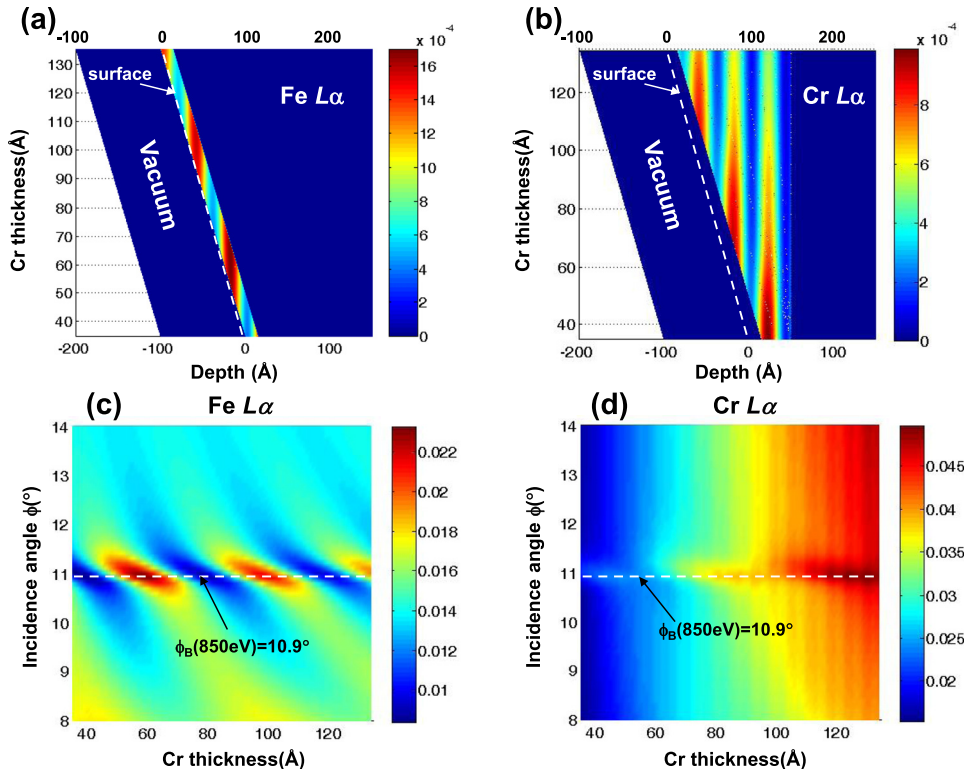 (a)
-100 0 100 200
x 10⁻⁴
130
120
110
100
90
80
70
60
50
40
Cr thickness(Å)
surface
Vacuum
Fe Lα
16
14
12
10
8
6
4
2
0
-200 -100 0 100
Depth (Å)
(b)
-100 0 100 200
x 10⁻⁴
130
120
110
100
90
80
70
60
50
40
Cr thickness(Å)
surface
Vacuum
Cr Lα
8
6
4
2
0
-200 -100 0 100
Depth (Å)
(c)
Fe Lα
14
13
12
11
10
9
8
Incidence angle ϕ(°)
ϕB(850eV)=10.9°
0.022
0.02
0.018
0.016
0.014
0.012
0.01
40 60 80 100 120
Cr thickness(Å)
(d)
Cr Lα
14
13
12
11
10
9
8
Incidence angle ϕ(°)
ϕB(850eV)=10.9°
0.045
0.04
0.035
0.03
0.025
0.02
40 60 80 100 120
Cr thickness(Å)